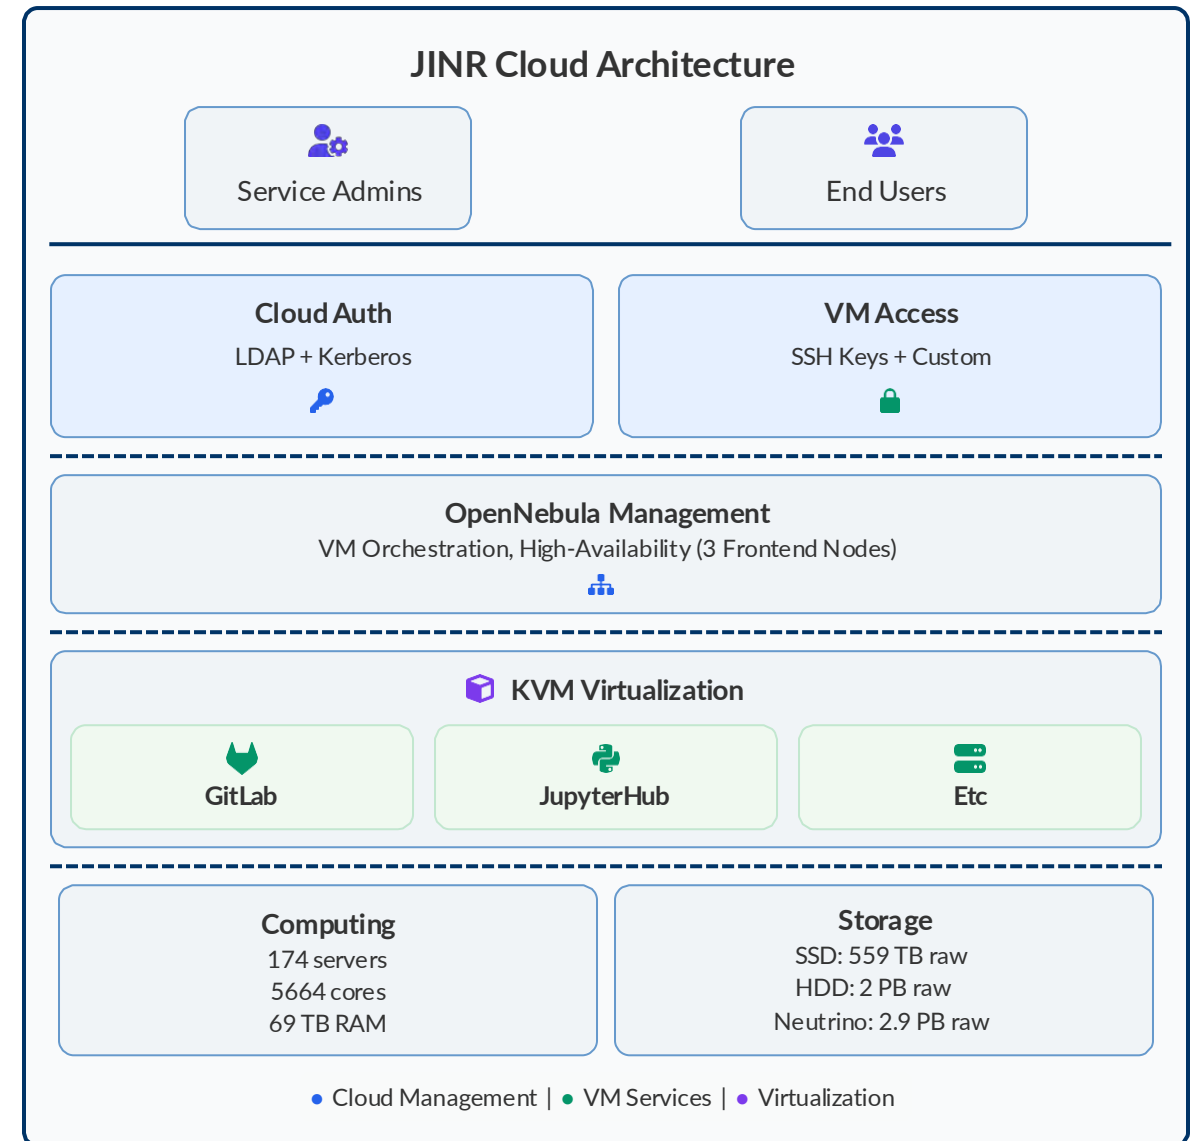 JINR Cloud Architecture
Service Admins
End Users
Cloud Auth
LDAP + Kerberos
VM Access
SSH Keys + Custom
OpenNebula Management
VM Orchestration, High-Availability (3 Frontend Nodes)
KVM Virtualization
GitLab
JupyterHub
Etc
Computing
174 servers
5664 cores
69 TB RAM
Storage
SSD: 559 TB raw
HDD: 2 PB raw
Neutrino: 2.9 PB raw
● Cloud Management | ● VM Services | ● Virtualization